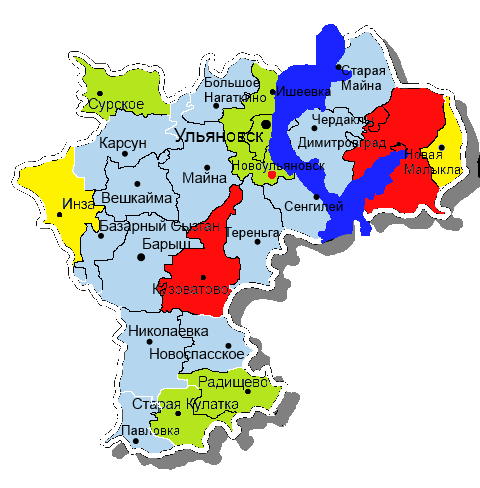 Старая
Майна
Большое
Нагаткино
Ишеевка
Сурское
Чердаклы
Ульяновск
Димитровград
Карсун
Новая
Малыкла
Новоульяновск
Майна
Вешкайма
Инза
Сенгилей
Базарный Сызган
Тереньга
Барыш
Кузоватово
Николаевка
Новоспасское
Радищево
Старая Кулатка
Павловка